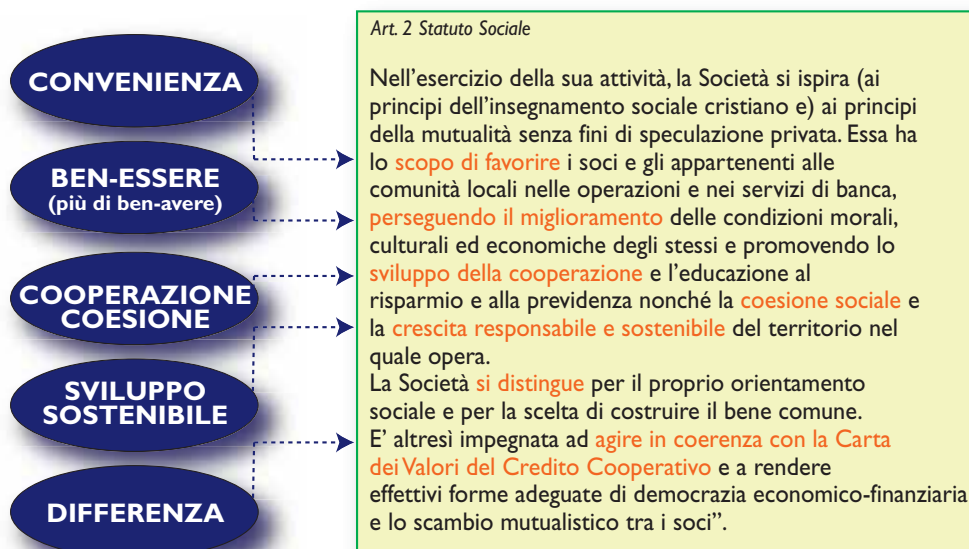 CONVENIENZA
BEN-ESSERE
(più di ben-avere)
COOPERAZIONE
COESIONE
SVILUPPO
SOSTENIBILE
DIFFERENZA
Art. 2 Statuto Sociale
Nell'esercizio della sua attività, la Società si ispira (ai
principi dell'insegnamento sociale cristiano e) ai principi
della mutualità senza fini di speculazione privata. Essa ha
lo scopo di favorire i soci e gli appartenenti alle
comunità locali nelle operazioni e nei servizi di banca,
perseguendo il miglioramento delle condizioni morali,
culturali ed economiche degli stessi e promovendo lo
sviluppo della cooperazione e l'educazione al
risparmio e alla previdenza nonché la coesione sociale e
la crescita responsabile e sostenibile del territorio nel
quale opera.
La Società si distingue per il proprio orientamento
sociale e per la scelta di costruire il bene comune.
E' altresì impegnata ad agire in coerenza con la Carta
dei Valori del Credito Cooperativo e a rendere
effettivi forme adeguate di democrazia economico-finanziaria
e lo scambio mutualistico tra i soci”.